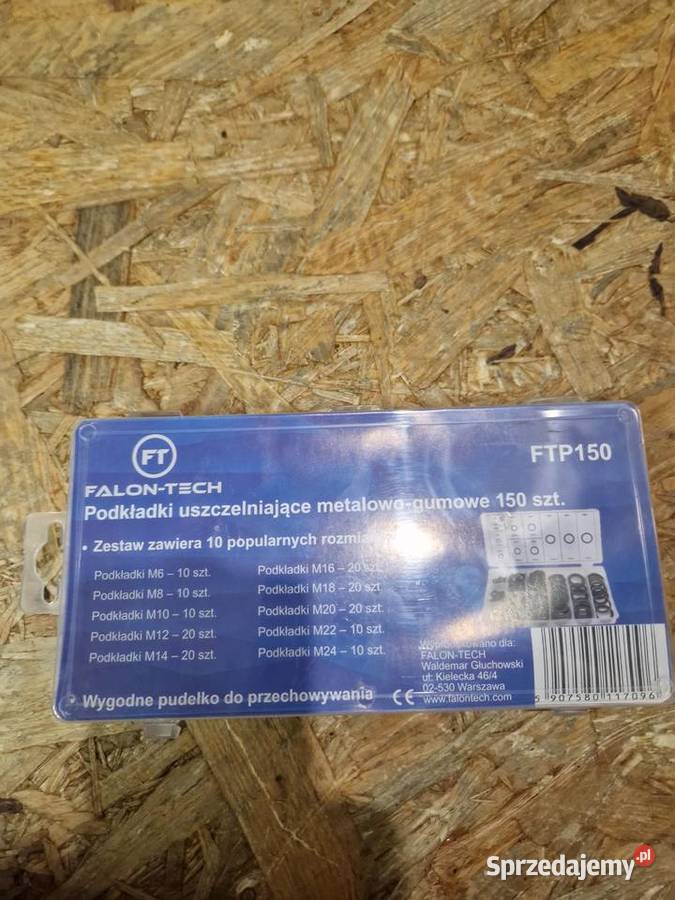 FT
FALON-TECH
FTP150
Podkładki uszczelniające metalowo-gumowe 150 szt.
• Zestaw zawiera 10 popularnych
Podkładki M6 – 10 szt.
Podkładki M8 – 10 szt.
Podkładki M10 – 10 szt.
Podkładki M12 – 20 szt.
Podkładki M14 – 20 szt.
Podkładki M16 – 20 szt.
Podkładki M18 – 20 szt.
Podkładki M20 – 20 szt.
Podkładki M22 – 10 szt.
Podkładki M24 – 10 szt.
Wyprodukowano dla:
FALON-TECH
Waldemar Głuchowski
ul: Kielecka 46/4
02-530 Warszawa
www.falontech.com
Wygodne pudełko do przechowywania
CE
5 907580 117096
Sprzedajemy.pl